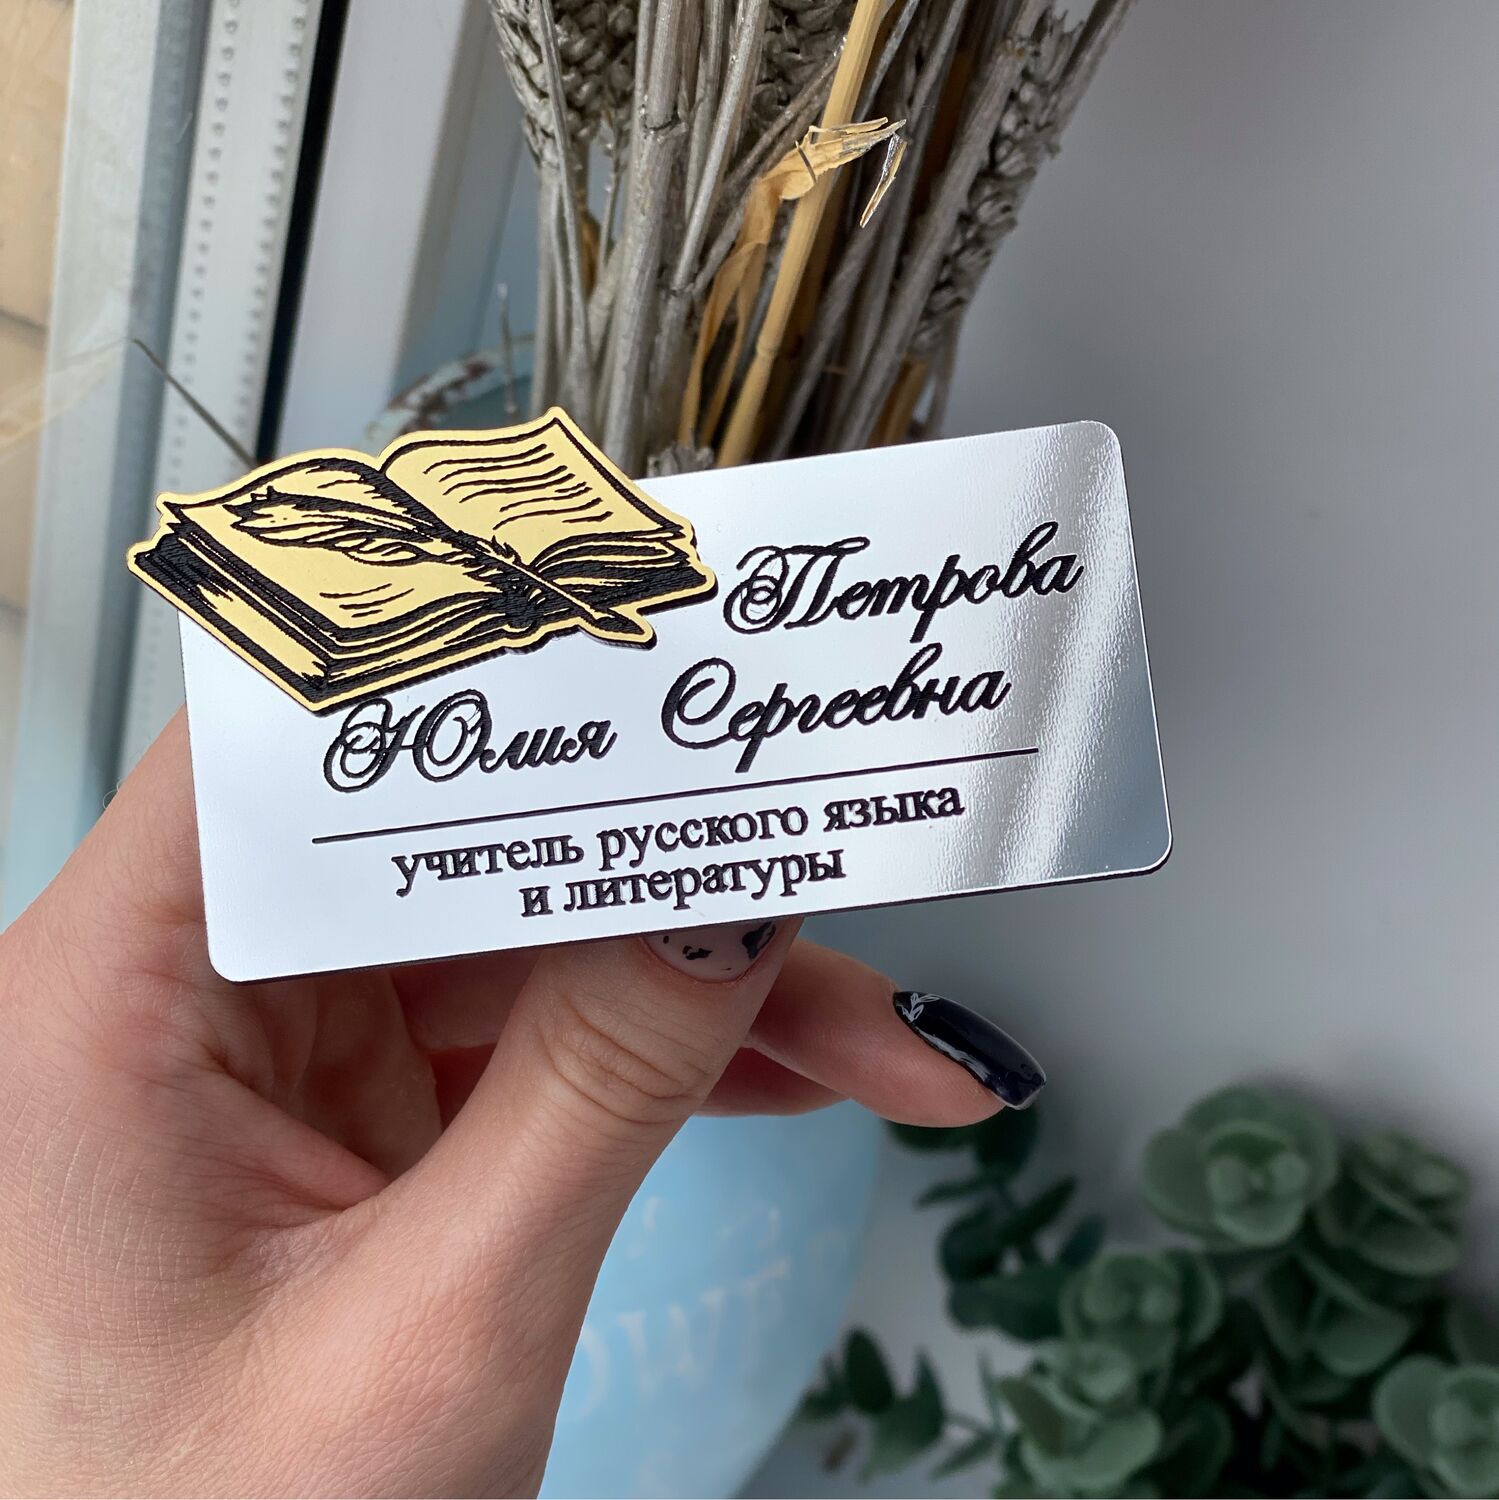 Петрова
Юлия Сергеевна
учитель русского языка
и литературы